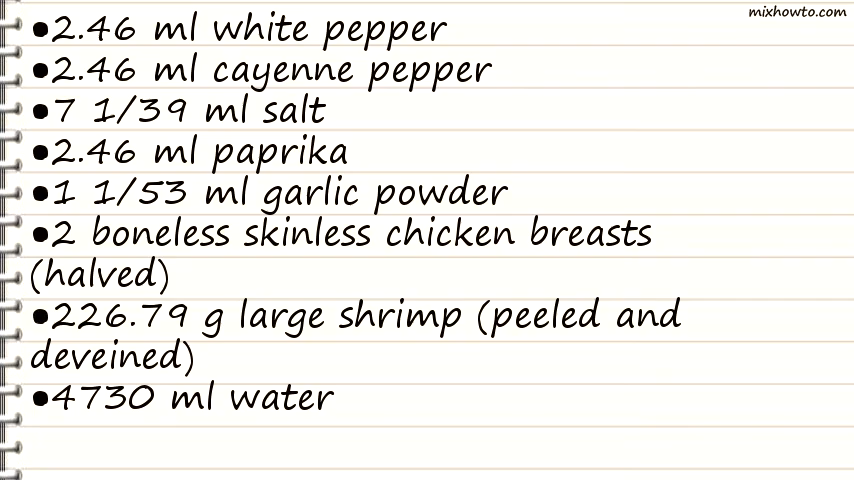 mixhowto.com
•2.46 ml white pepper
•2.46 ml cayenne pepper
•7 1/39 ml salt
•2.46 ml paprika
•1 1/53 ml garlic powder
•2 boneless skinless chicken breasts
(halved)
•226.79 g large shrimp (peeled and
deveined)
•4730 ml water